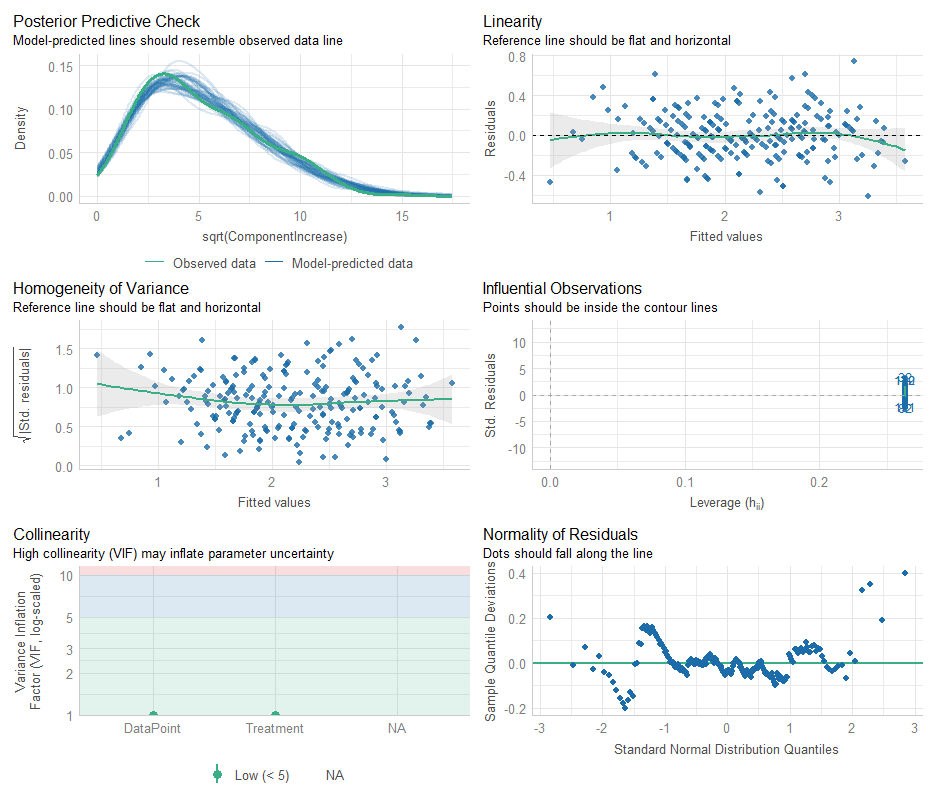 Posterior Predictive Check
Model-predicted lines should resemble observed data line
0.15
0.10
0.05
0.00
Density
0
5
10
15
sqrt(ComponentIncrease)
Observed data
Model-predicted data
Linearity
Reference line should be flat and horizontal
0.8
0.4
0.0
-0.4
Residuals
1
2
3
Fitted values
Homogeneity of Variance
Reference line should be flat and horizontal
1.5
1.0
0.5
0.0
√|Std. residuals|
1
2
3
Fitted values
Influential Observations
Points should be inside the contour lines
10
5
0
-5
-10
Std. Residuals
0.0
0.1
0.2
Leverage (hii)
Collinearity
High collinearity (VIF) may inflate parameter uncertainty
10
5
3
2
1
Variance Inflation
Factor (VIF, log-scaled)
DataPoint
Treatment
NA
Low (< 5)
NA
Normality of Residuals
Dots should fall along the line
0.4
0.2
0.0
-0.2
Sample Quantile Deviations
-3
-2
-1
0
1
2
3
Standard Normal Distribution Quantiles